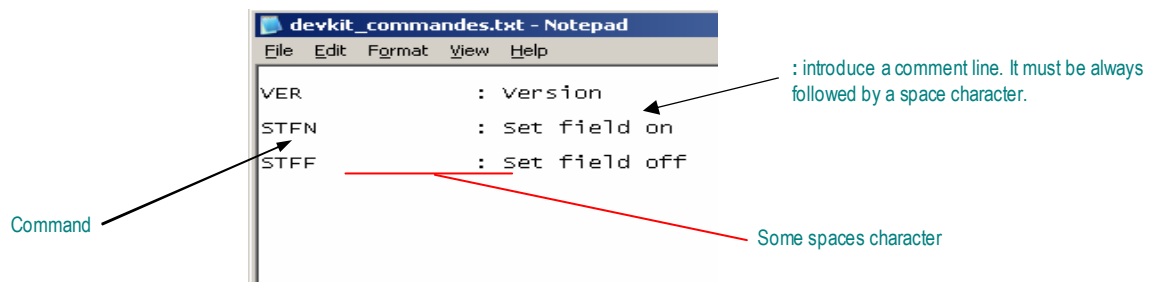 devkit_commandes.txt - Notepad
File Edit Format View Help
VER : Version
STFN : Set field on
STFF : Set field off
: introduce a comment line. It must be always
followed by a space character.
Command
Some spaces character